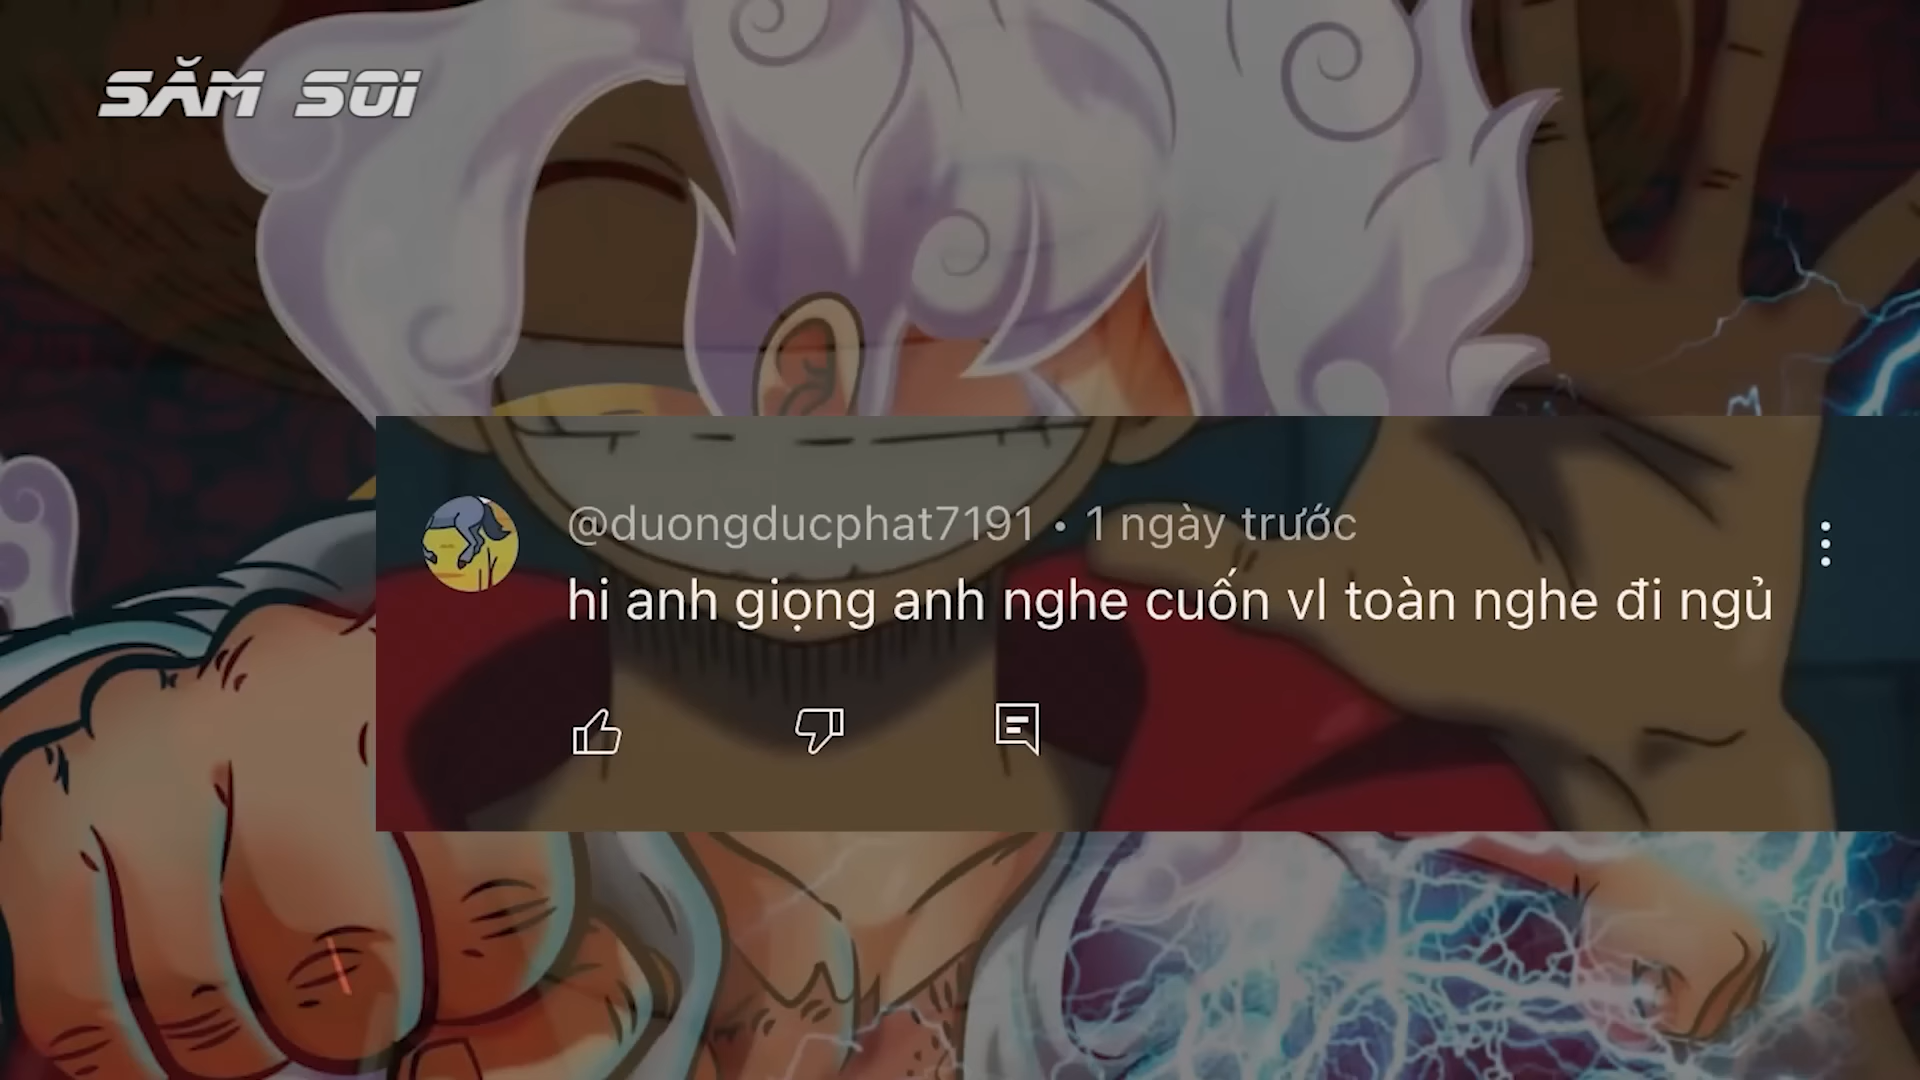 SĂM SOI
@duongducphat7191 • 1 ngày trước
hi anh giọng anh nghe cuốn vl toàn nghe đi ngủ